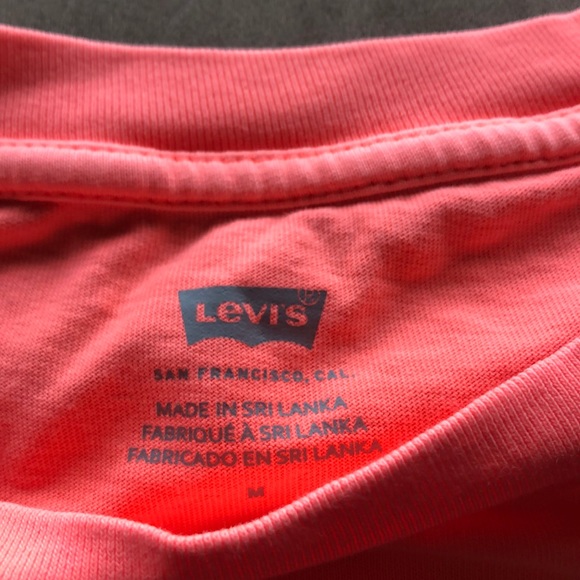 Levi's ®
SAN FRANCISCO, CAL.
MADE IN SRI LANKA
FABRIQUÉ À SRI LANKA
FABRICADO EN SRI LANKA
M